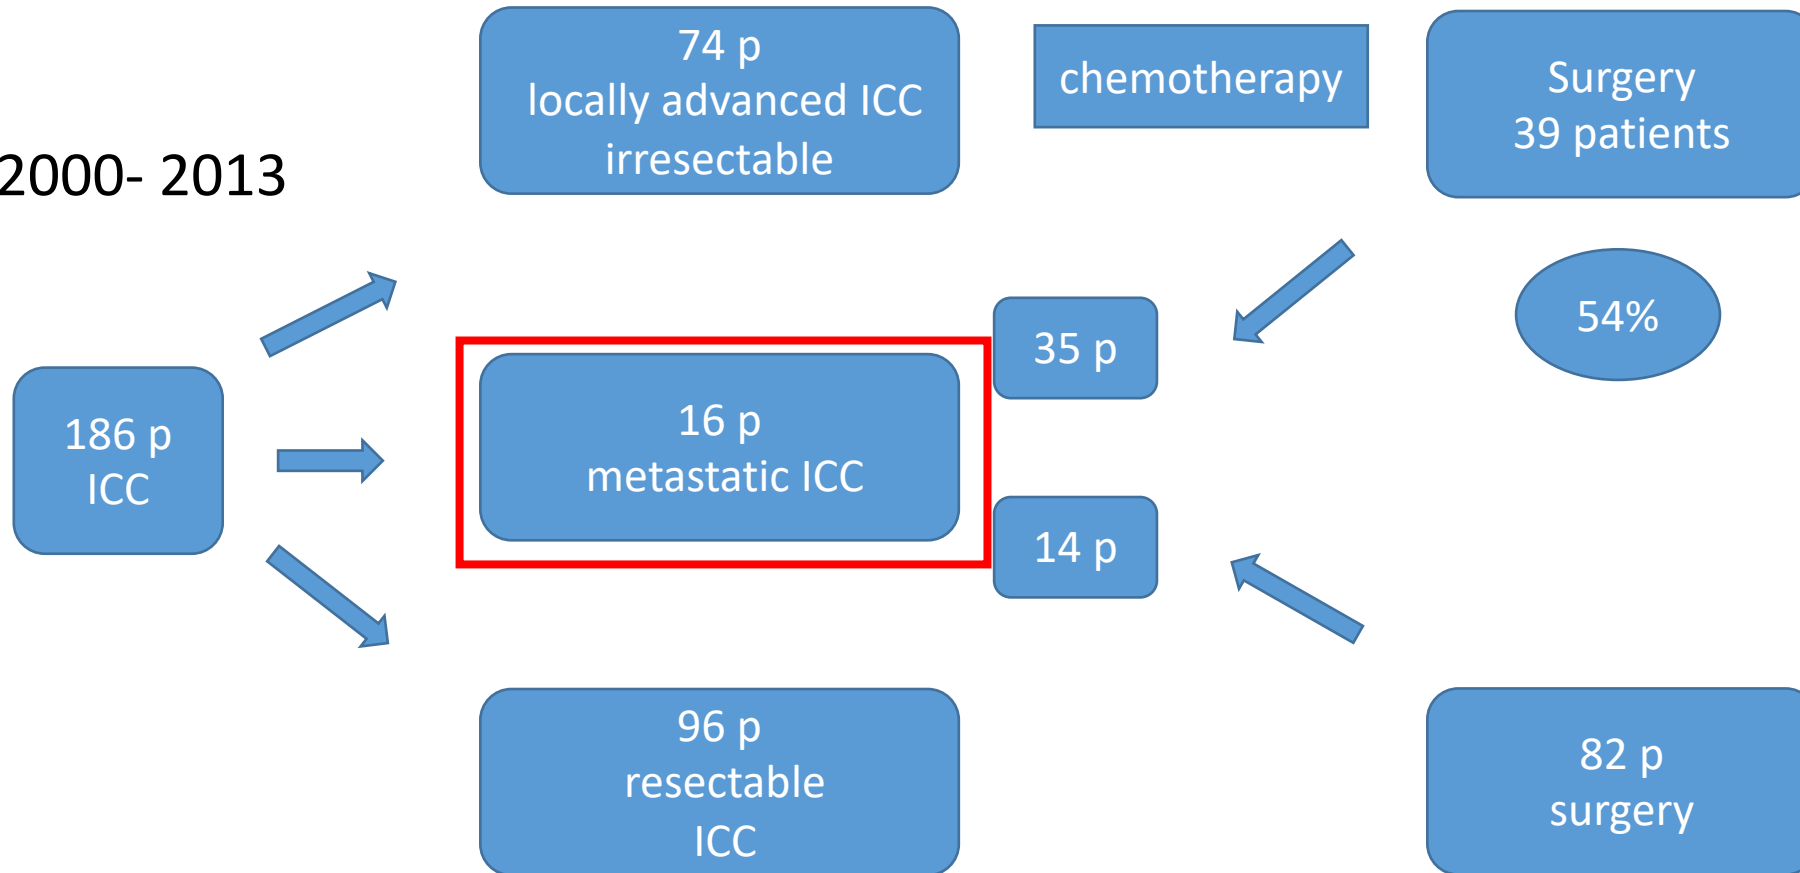 2000- 2013
186 p
ICC
74 p
locally advanced ICC
irresectable
chemotherapy
Surgery
39 patients
54%
35 p
16 p
metastatic ICC
14 p
96 p
resectable
ICC
82 p
surgery